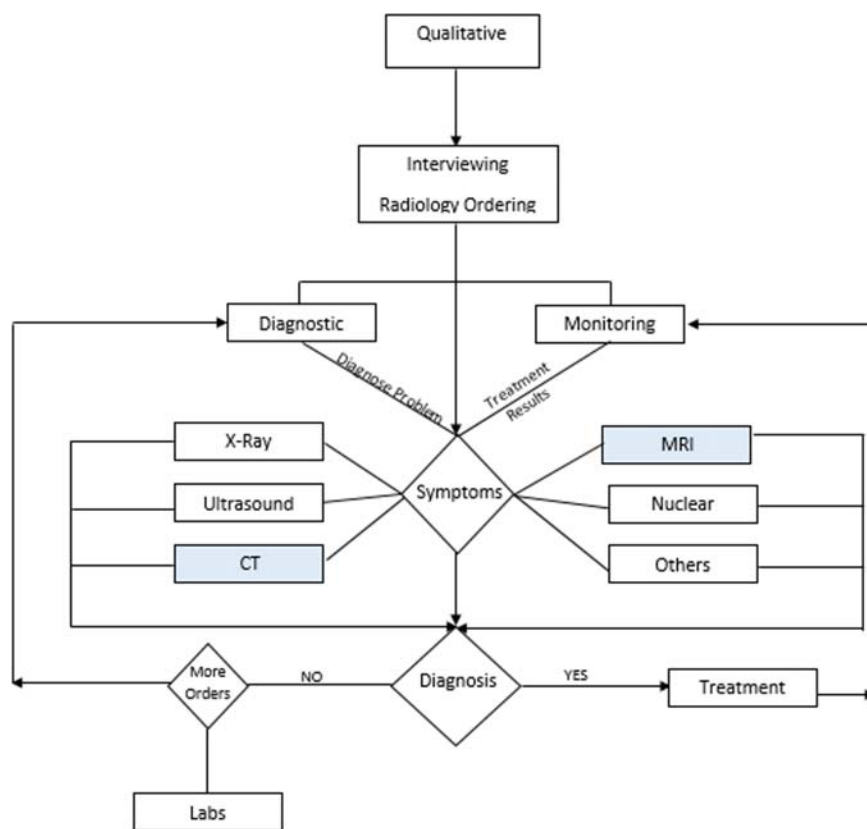 Qualitative
Interviewing
Radiology Ordering
Diagnostic
Monitoring
Diagnose Problem
Treatment
Results
X-Ray
MRI
Ultrasound
Symptoms
Nuclear
CT
Others
More
Orders
NO
Diagnosis
YES
Treatment
Labs